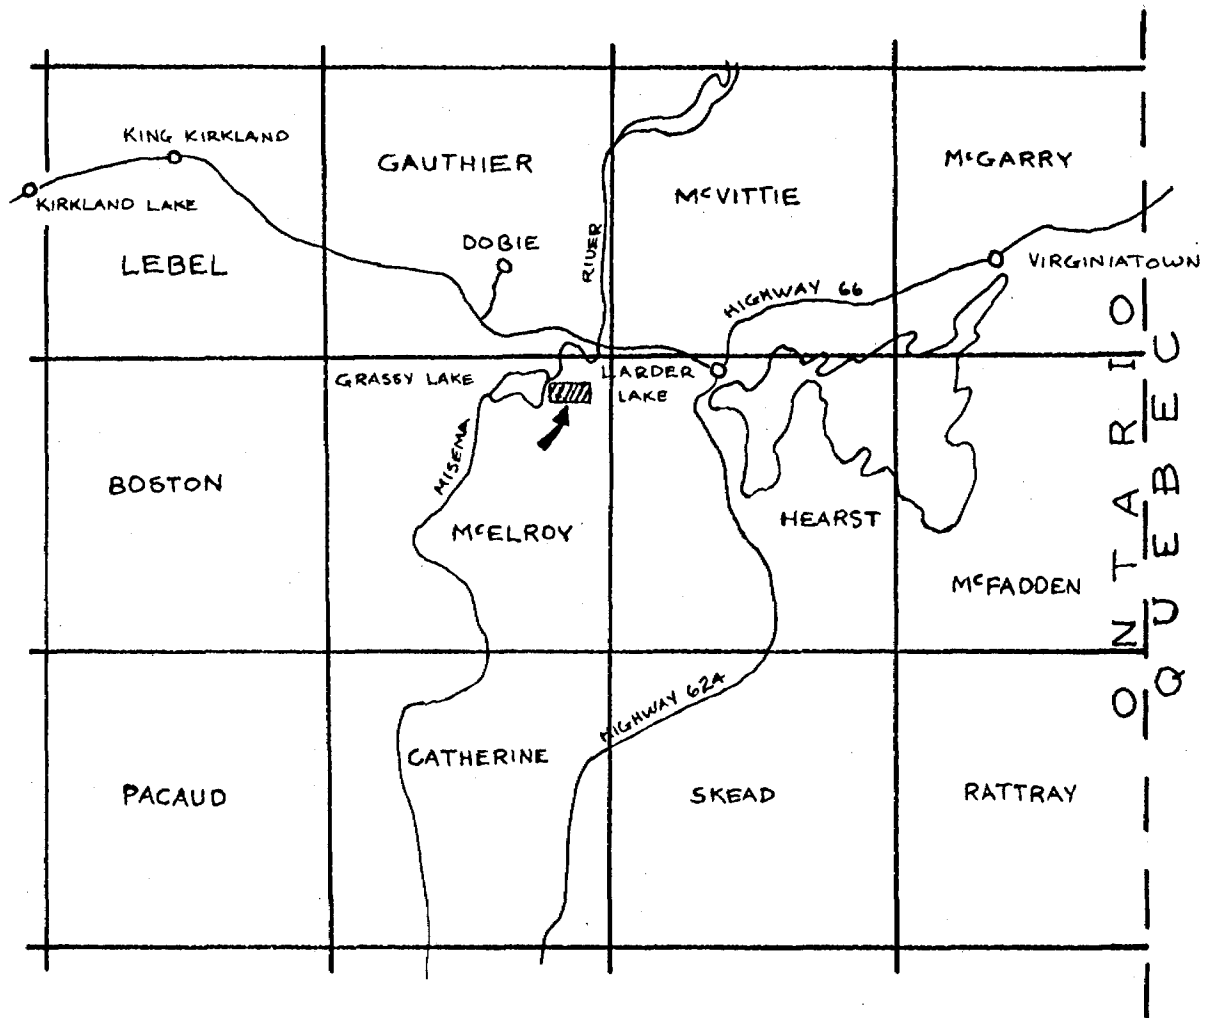 KING KIRKLAND
GAUTHIER
McGARRY
McVITTIE
KIRKLAND LAKE
DOBIE
RIVER
LEBEL
VIRGINIATOWN
HIGHWAY 66
GRASSY LAKE
LARDER
LAKE
MISEMA
BOSTON
McELROY
HEARST
McFADDEN
ONTARIO
QUEBEC
HIGHWAY 62A
CATHERINE
PACAUD
SKEAD
RATTRAY